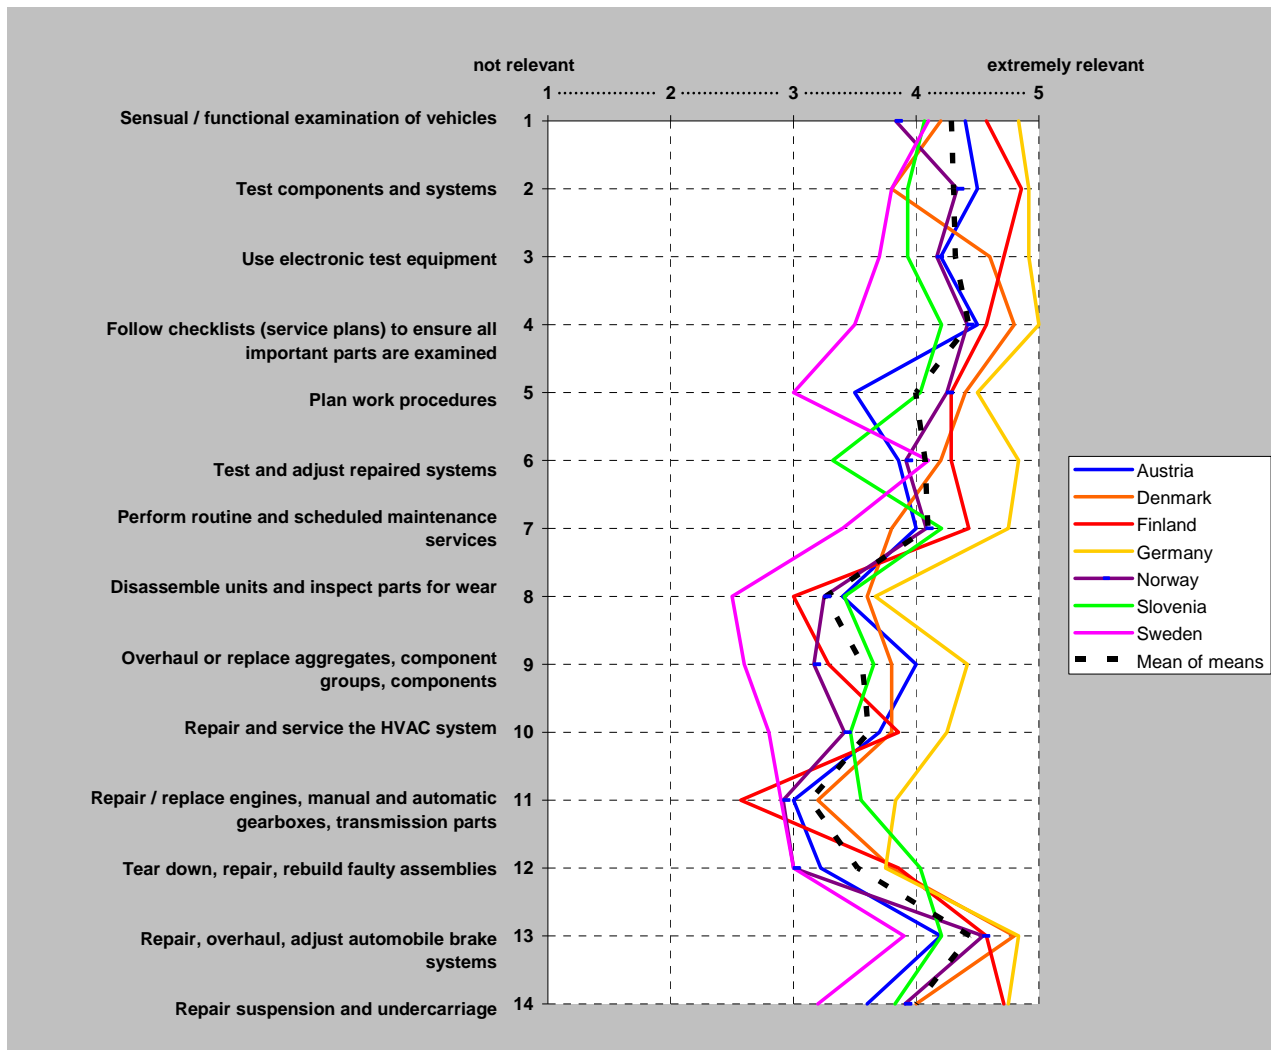 not relevant
extremely relevant
1 2 3 4 5
Sensual / functional examination of vehicles 1
Test components and systems 2
Use electronic test equipment 3
Follow checklists (service plans) to ensure all 4
important parts are examined
Plan work procedures 5
Test and adjust repaired systems 6
Perform routine and scheduled maintenance 7
services
Disassemble units and inspect parts for wear 8
Overhaul or replace aggregates, component 9
groups, components
Repair and service the HVAC system 10
Repair / replace engines, manual and automatic 11
gearboxes, transmission parts
Tear down, repair, rebuild faulty assemblies 12
Repair, overhaul, adjust automobile brake 13
systems
Repair suspension and undercarriage 14
Austria
Denmark
Finland
Germany
Norway
Slovenia
Sweden
Mean of means